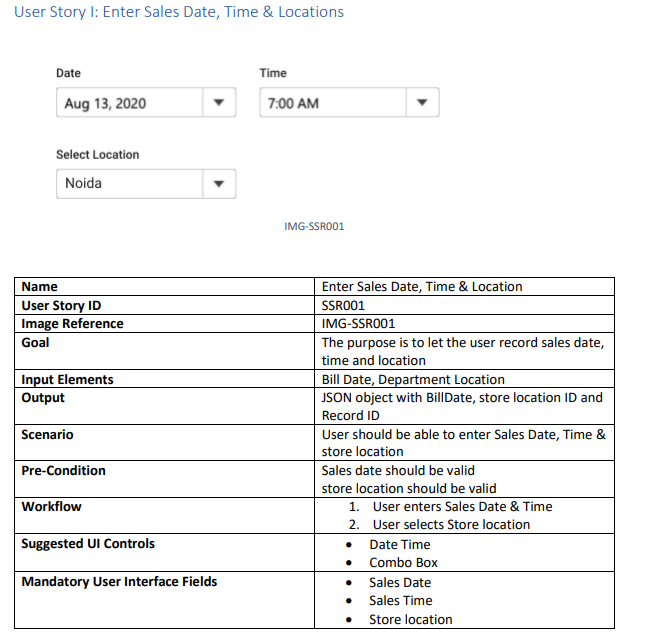 User Story I: Enter Sales Date, Time & Locations
Date
Time
Aug 13, 2020
7:00 AM
Select Location
Noida
IMG-SSR001
Name
Enter Sales Date, Time & Location
User Story ID
SSR001
Image Reference
IMG-SSR001
Goal
The purpose is to let the user record sales date,
time and location
Input Elements
Bill Date, Department Location
Output
JSON object with BillDate, store location ID and
Record ID
Scenario
User should be able to enter Sales Date, Time &
store location
Pre-Condition
Sales date should be valid
store location should be valid
Workflow
1. User enters Sales Date & Time
2. User selects Store location
Suggested UI Controls
• Date Time
• Combo Box
Mandatory User Interface Fields
• Sales Date
• Sales Time
• Store location